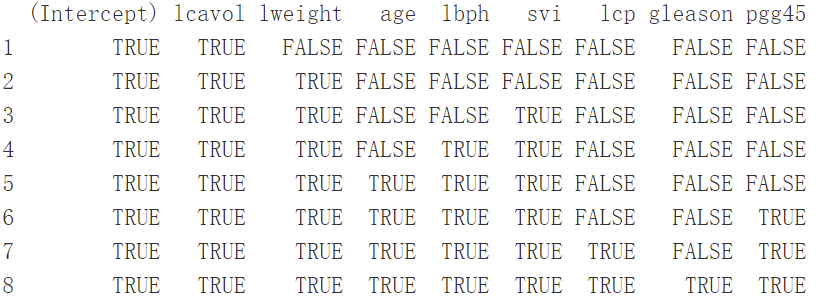 (Intercept) lcavol lweight age lbph svi lcp gleason pgg45
1 TRUE TRUE FALSE FALSE FALSE FALSE FALSE FALSE FALSE
2 TRUE TRUE TRUE FALSE FALSE FALSE FALSE FALSE FALSE
3 TRUE TRUE TRUE FALSE FALSE TRUE FALSE FALSE FALSE
4 TRUE TRUE TRUE FALSE TRUE TRUE FALSE FALSE FALSE
5 TRUE TRUE TRUE TRUE TRUE TRUE FALSE FALSE FALSE
6 TRUE TRUE TRUE TRUE TRUE TRUE FALSE FALSE TRUE
7 TRUE TRUE TRUE TRUE TRUE TRUE TRUE FALSE TRUE
8 TRUE TRUE TRUE TRUE TRUE TRUE TRUE TRUE TRUE